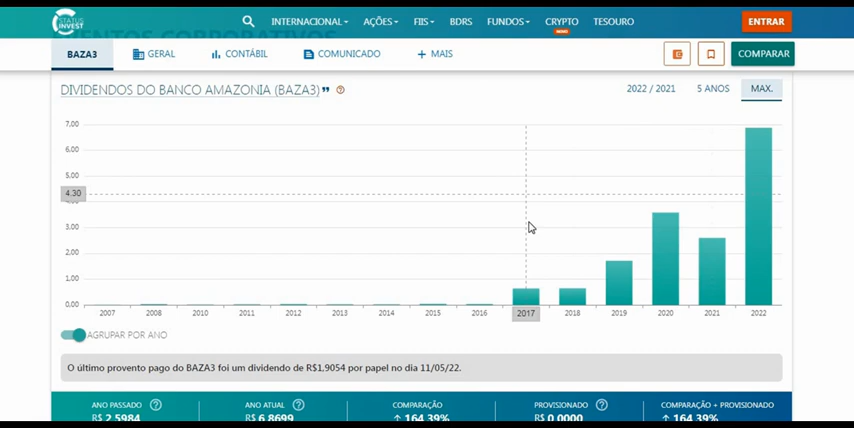 STATUS
INVEST
INTERNACIONAL
AÇÕES
FIIS
BDRS
FUNDOS
CRYPTO
TESOURO
ENTRAR
BAZA3
GERAL
CONTÁBIL
COMUNICADO
+ MAIS
COMPARAR
DIVIDENDOS DO BANCO AMAZONIA (BAZA3)
2022 / 2021
5 ANOS
MAX.
7.00
6.00
5.00
4.30
3.00
2.00
1.00
0.00
2007 2008 2010 2011 2012 2013 2014 2015 2016 2017 2018 2019 2020 2021 2022
AGRUPAR POR ANO
O último provento pago do BAZA3 foi um dividendo de R$1,9054 por papel no dia 11/05/22.
ANO PASSADO
R$ 2,5984
ANO ATUAL
R$ 6,8699
COMPARAÇÃO
↑ 164,39%
PROVISIONADO
R$ 0,0000
COMPARAÇÃO + PROVISIONADO
↑ 164,39%